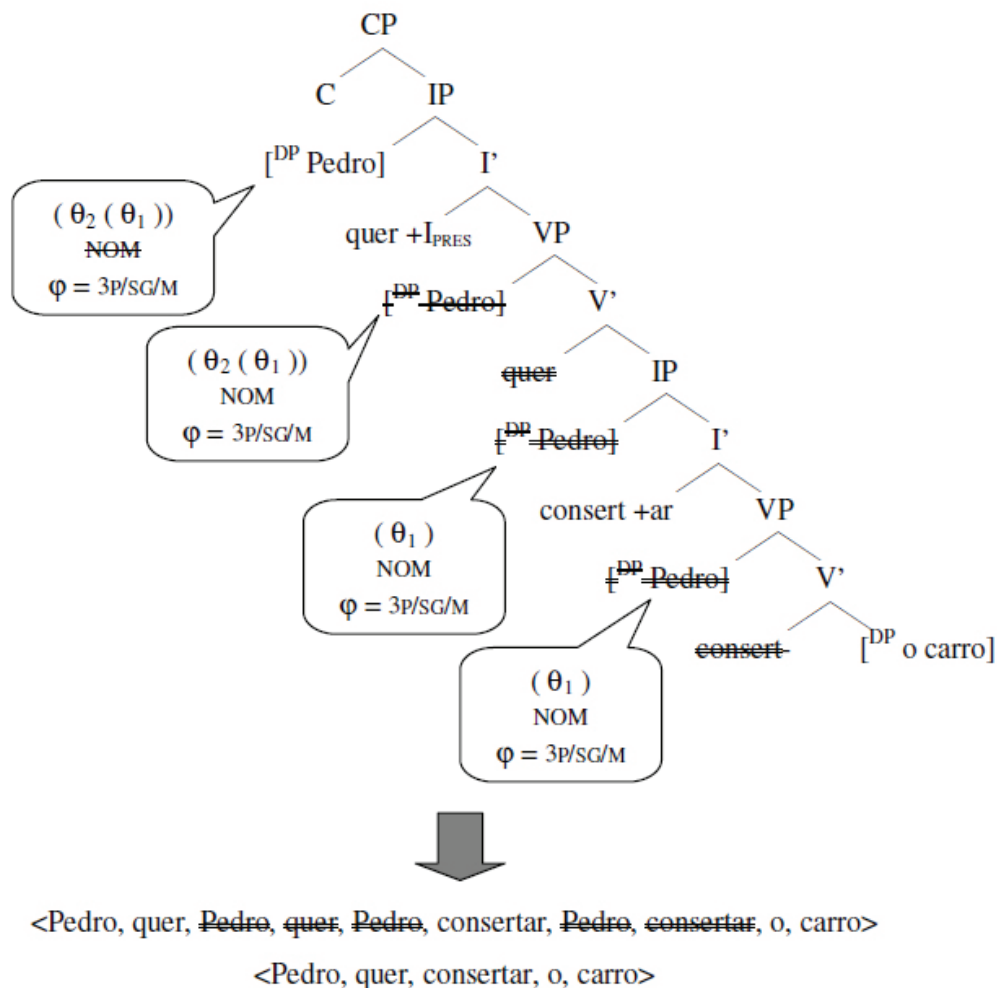 CP
C IP
[DP Pedro] I’
( θ2 ( θ1 ))
NOM
φ = 3P/SG/M
quer +IPRES VP
[DP Pedro] V’
( θ2 ( θ1 ))
NOM
φ = 3P/SG/M
quer IP
[DP Pedro] I’
( θ1 )
NOM
φ = 3P/SG/M
consert +ar VP
[DP Pedro] V’
( θ1 )
NOM
φ = 3P/SG/M
consert [DP o carro]
<Pedro, quer, Pedro, quer, Pedro, consertar, Pedro, consertar, o, carro>
<Pedro, quer, consertar, o, carro>